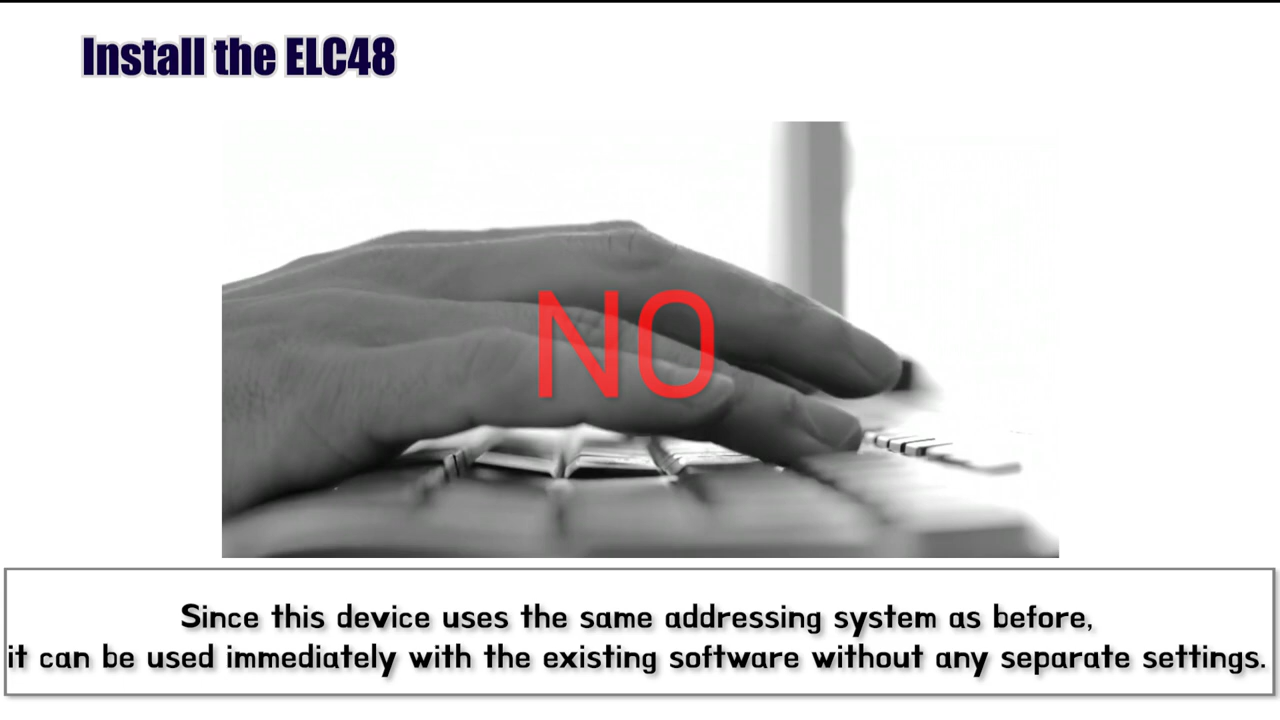 Install the ELC48
NO
Since this device uses the same addressing system as before,
it can be used immediately with the existing software without any separate settings.